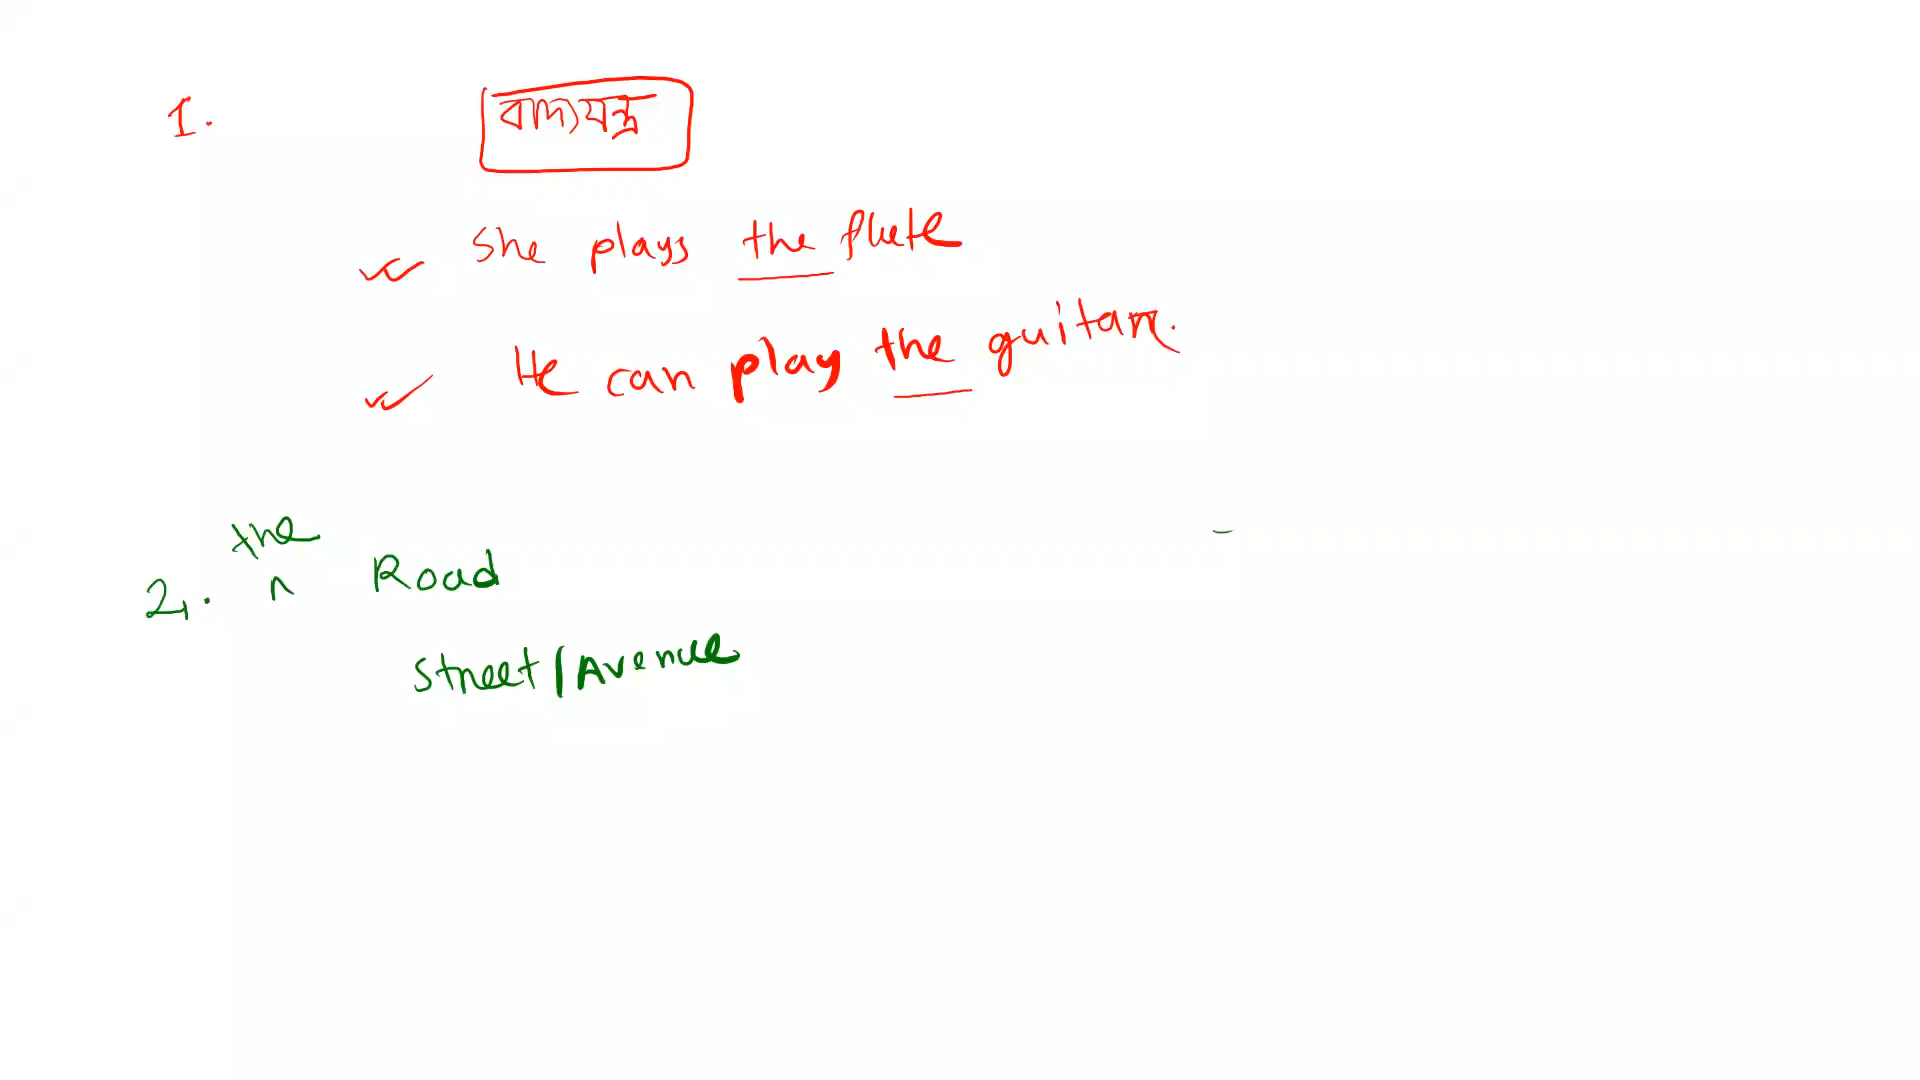 1. বাদ্যযন্ত্র
She plays the flute
He can play the guitar.
the
2. ^ Road
Street/Avenue